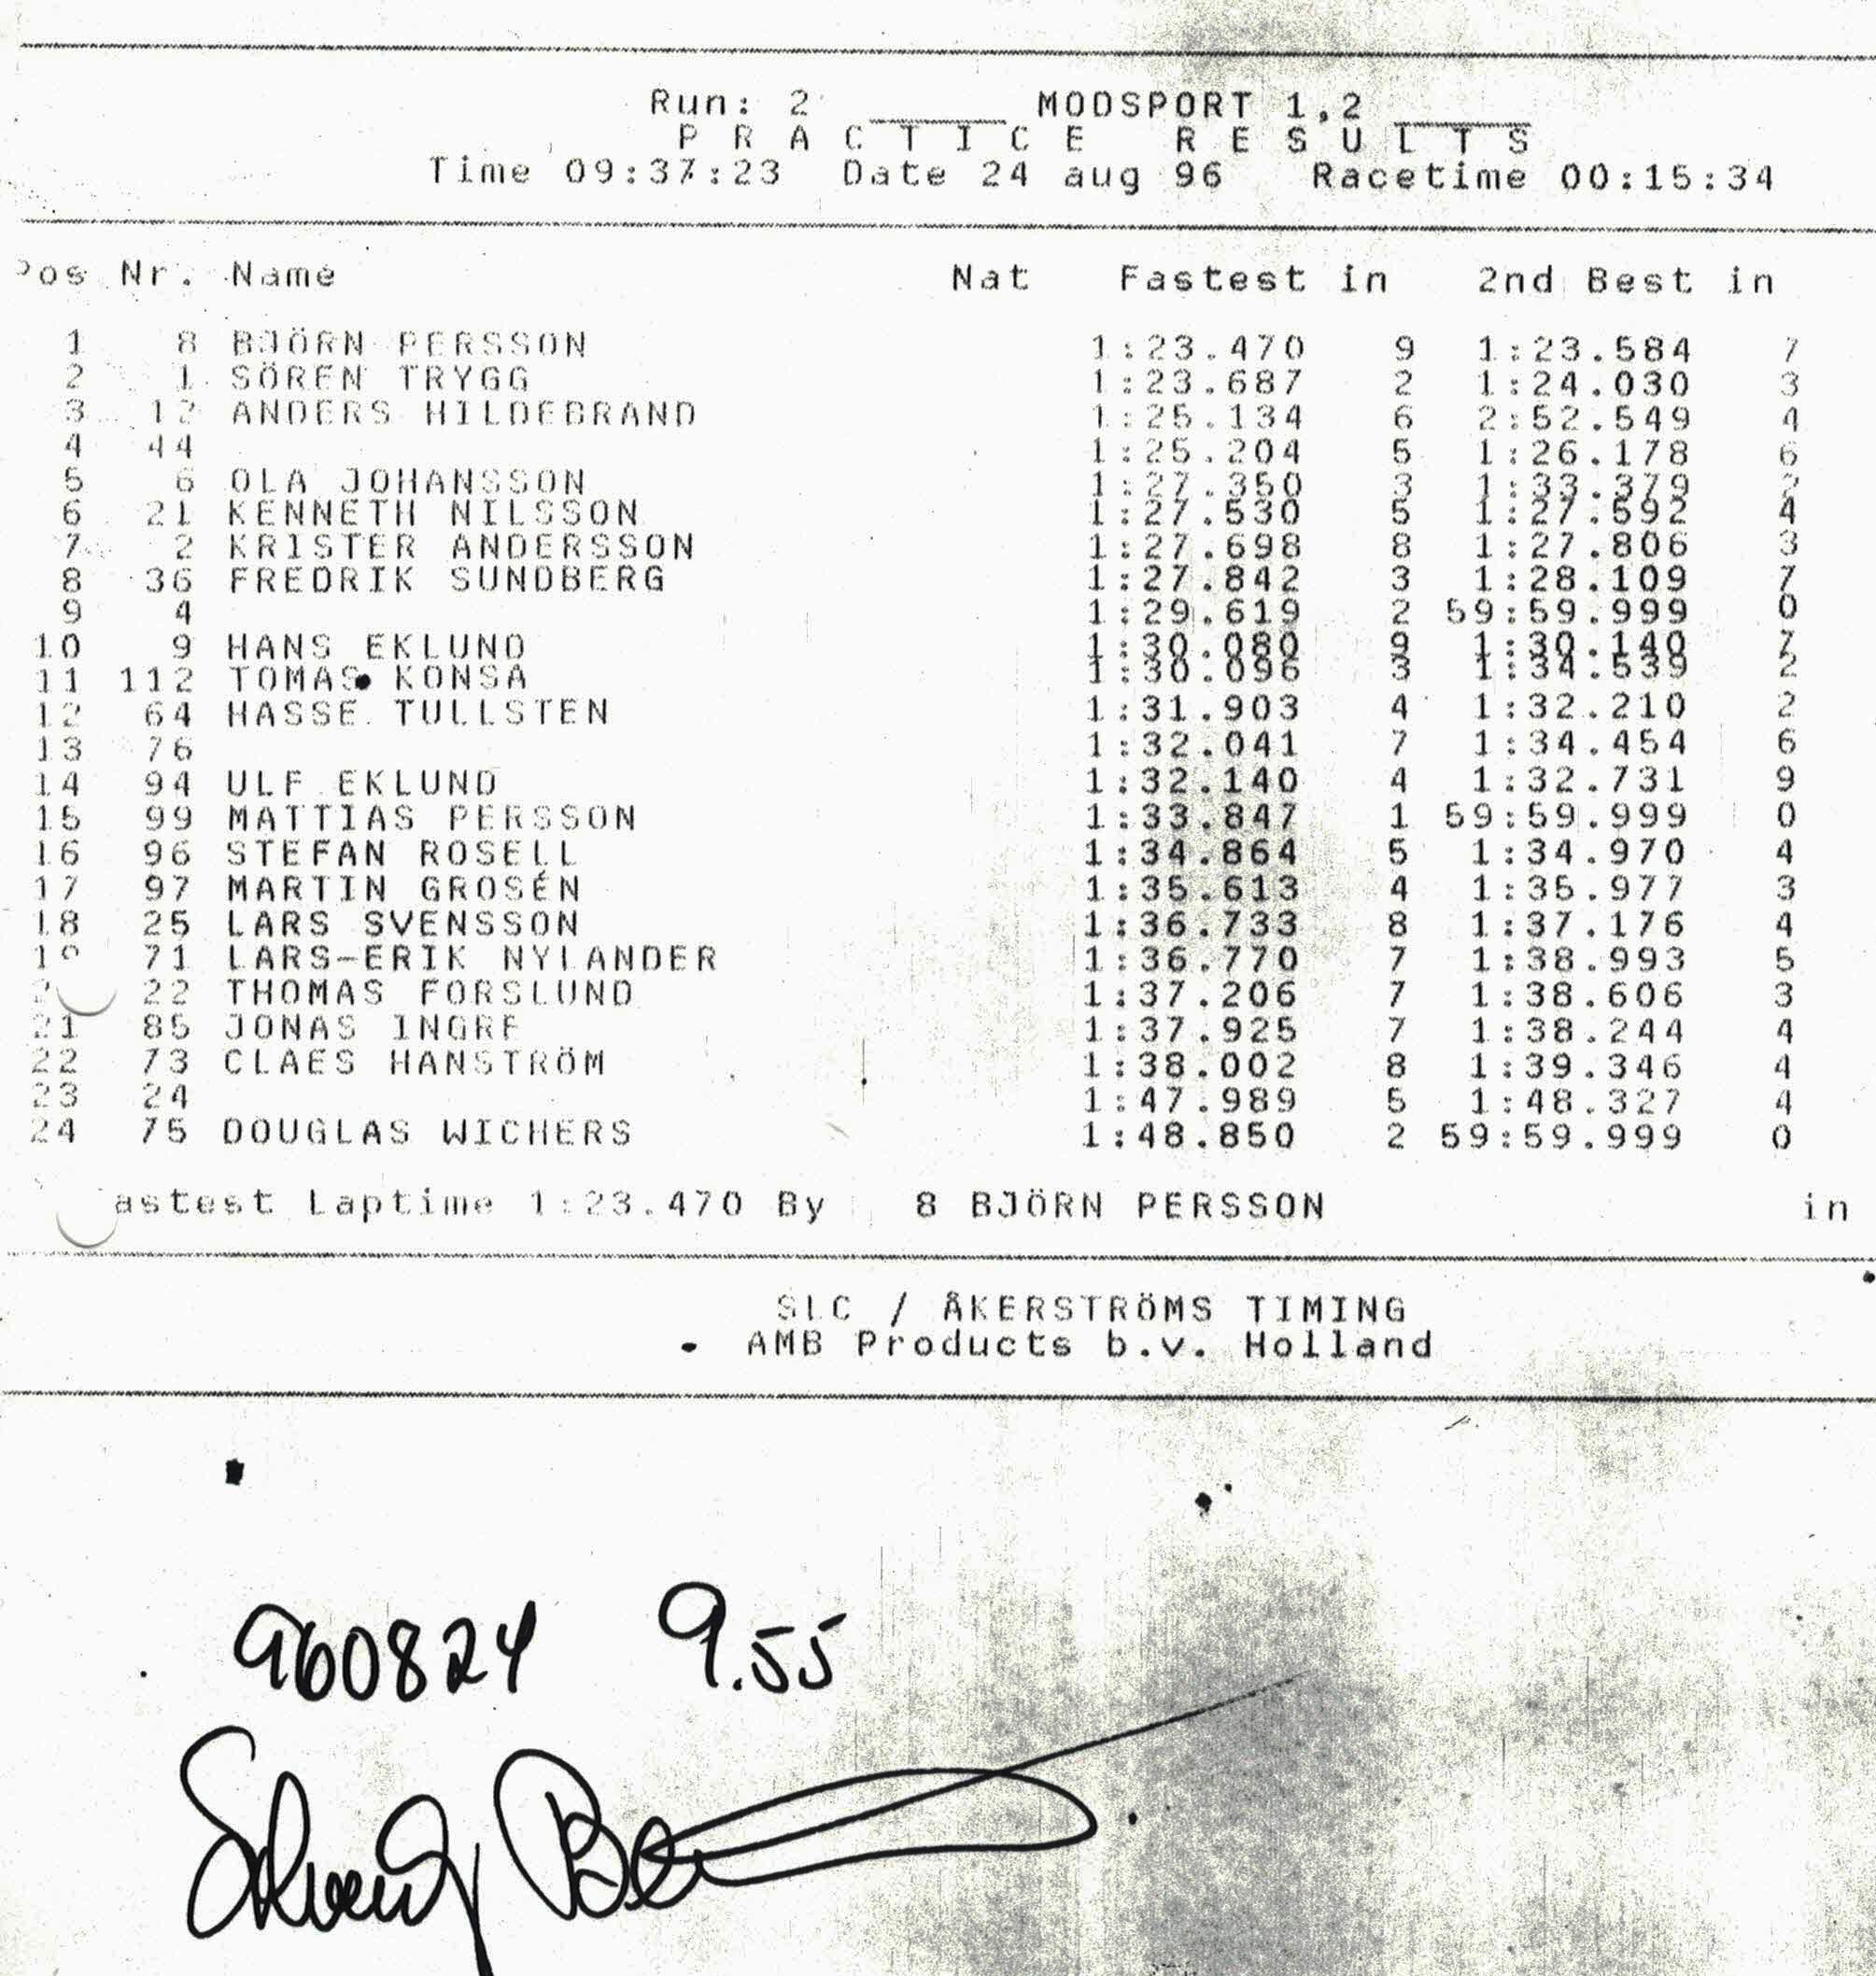 Run: 2 MODSPORT 1,2
PRACTICE RESULTS
Time 09:37:23 Date 24 aug 96 Racetime 00:15:34
Pos Nr. Name Nat Fastest in 2nd Best in
1 8 BJÖRN PERSSON 1:23.470 9 1:23.584 7
2 1 SÖREN TRYGG 1:23.687 2 1:24.030 3
3 12 ANDERS HILDEBRAND 1:25.134 6 2:52.549 4
4 44 1:25.204 5 1:26.178 6
5 6 OLA JOHANSSON 1:27.350 3 1:33.379 2
6 21 KENNETH NILSSON 1:27.530 5 1:27.592 4
7 2 KRISTER ANDERSSON 1:27.698 8 1:27.806 3
8 36 FREDRIK SUNDBERG 1:27.842 3 1:28.109 7
9 4 1:29.619 2 59:59.999 0
10 9 HANS EKLUND 1:30.080 9 1:30.140 7
11 112 TOMAS KONSA 1:30.096 3 1:34.539 2
12 64 HASSE TULLSTEN 1:31.903 4 1:32.210 2
13 76 1:32.041 7 1:34.454 6
14 94 ULF EKLUND 1:32.140 4 1:32.731 9
15 99 MATTIAS PERSSON 1:33.847 1 59:59.999 0
16 96 STEFAN ROSELL 1:34.864 5 1:34.970 4
17 97 MARTIN GROSÉN 1:35.613 4 1:35.977 3
18 25 LARS SVENSSON 1:36.733 8 1:37.176 4
19 71 LARS-ERIK NYLANDER 1:36.770 7 1:38.993 5
22 THOMAS FORSLUND 1:37.206 7 1:38.606 3
21 85 JONAS INGRE 1:37.925 7 1:38.244 4
22 73 CLAES HANSTRÖM 1:38.002 8 1:39.346 4
23 24 1:47.989 5 1:48.327 4
24 75 DOUGLAS WICHERS 1:48.850 2 59:59.999 0
astest Laptime 1:23.470 By 8 BJÖRN PERSSON in
SLC / ÅKERSTRÖMS TIMING
AMB Products b.v. Holland
960824 9.55